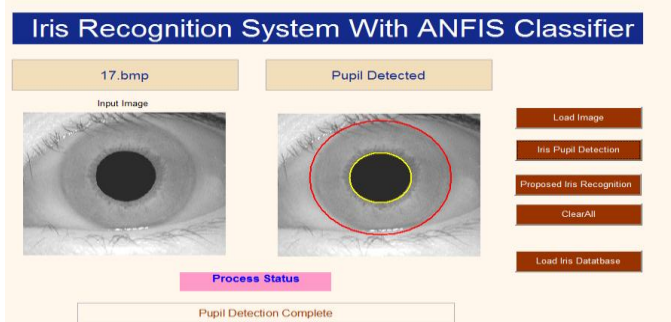 Iris Recognition System With ANFIS Classifier
17.bmp
Pupil Detected
Input Image
Load Image
Iris Pupil Detection
Proposed Iris Recognition
ClearAll
Load Iris Datatbase
Process Status
Pupil Detection Complete